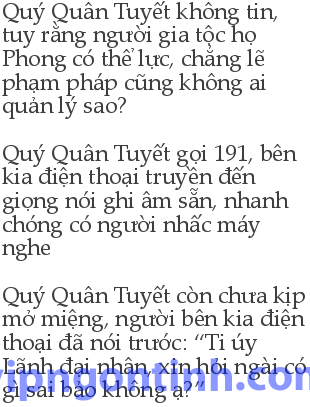 Quý Quân Tuyết không tin,
tuy rằng người gia tộc họ
Phong có thể lực, chẳng lẽ
phạm pháp cũng không ai
quản lý sao?
Quý Quân Tuyết gọi 191, bên
kia điện thoại truyền đến
giọng nói ghi âm sẵn, nhanh
chóng có người nhấc máy
nghe
Quý Quân Tuyết còn chưa kịp
mở miệng, người bên kia điện
thoại đã nói trước: “Ti úy
Lãnh đại nhân, xin hỏi ngài có
gì sai bảo không ạ?”
vipngontinh.com